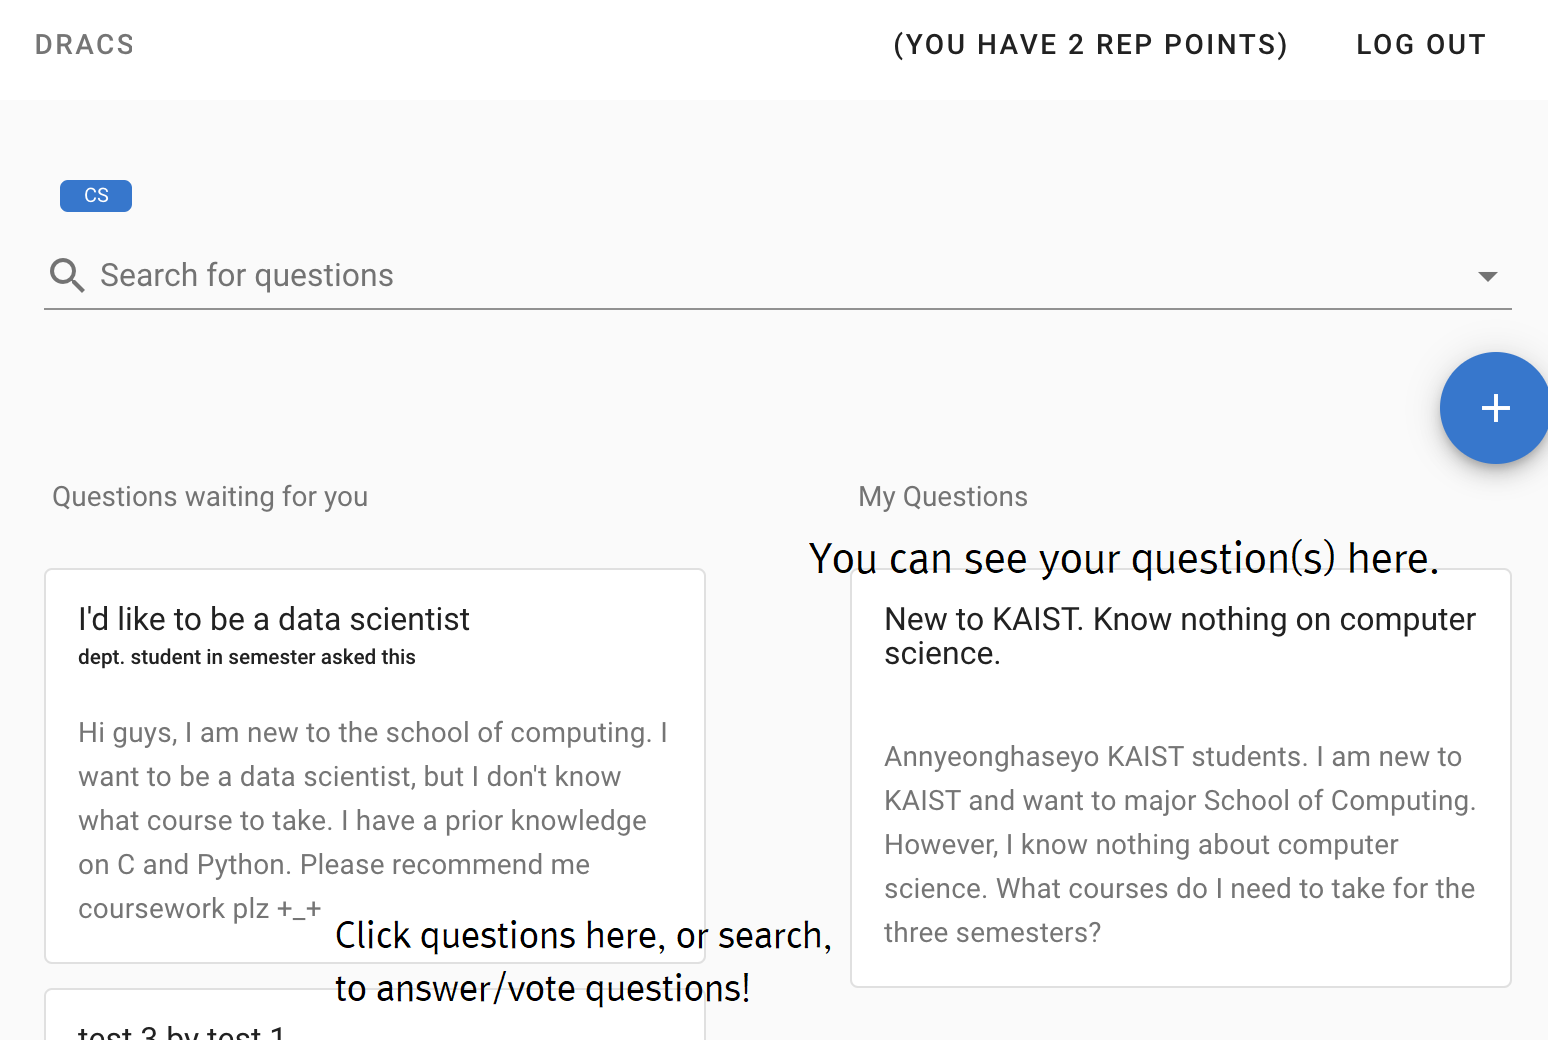 DRACS
(YOU HAVE 2 REP POINTS)
LOG OUT
CS
Search for questions
Questions waiting for you
I'd like to be a data scientist
dept. student in semester asked this
Hi guys, I am new to the school of computing. I
want to be a data scientist, but I don't know
what course to take. I have a prior knowledge
on C and Python. Please recommend me
coursework plz +_+
Click questions here, or search,
to answer/vote questions!
test 3 by test 1
My Questions
You can see your question(s) here.
New to KAIST. Know nothing on computer
science.
Annyeonghaseyo KAIST students. I am new to
KAIST and want to major School of Computing.
However, I know nothing about computer
science. What courses do I need to take for the
three semesters?